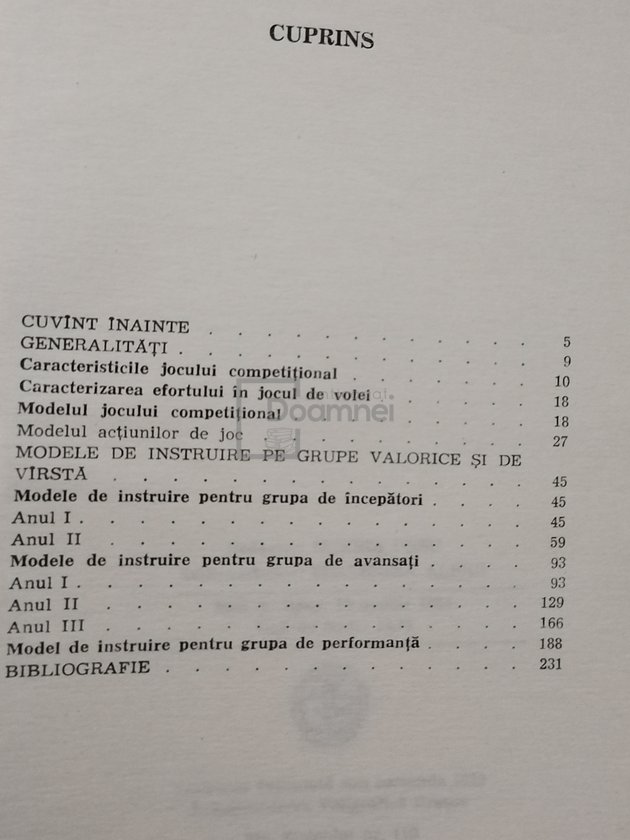 CUPRINS
CUVÎNT ÎNAINTE . . . . . . . . . . . 5
GENERALITĂȚI . . . . . . . . . . . . 9
Caracteristicile jocului competițional . . . . . . 10
Caracterizarea efortului în jocul de volei . . . . . 18
Modelul jocului competițional . . . . . . . 18
Modelul acțiunilor de joc . . . . . . . . . 27
MODELE DE INSTRUIRE PE GRUPE VALORICE ȘI DE
VÎRSTĂ . . . . . . . . . . . . . . 45
Modele de instruire pentru grupa de începători . . . . 45
Anul I . . . . . . . . . . . . . . . 45
Anul II . . . . . . . . . . . . . 59
Modele de instruire pentru grupa de avansați . . . . 93
Anul I . . . . . . . . . . . . . . . 93
Anul II . . . . . . . . . . . . . . 129
Anul III . . . . . . . . . . . . . . 166
Model de instruire pentru grupa de performanță . . . . 188
BIBLIOGRAFIE . . . . . . . . . . . . 231
Doamnei